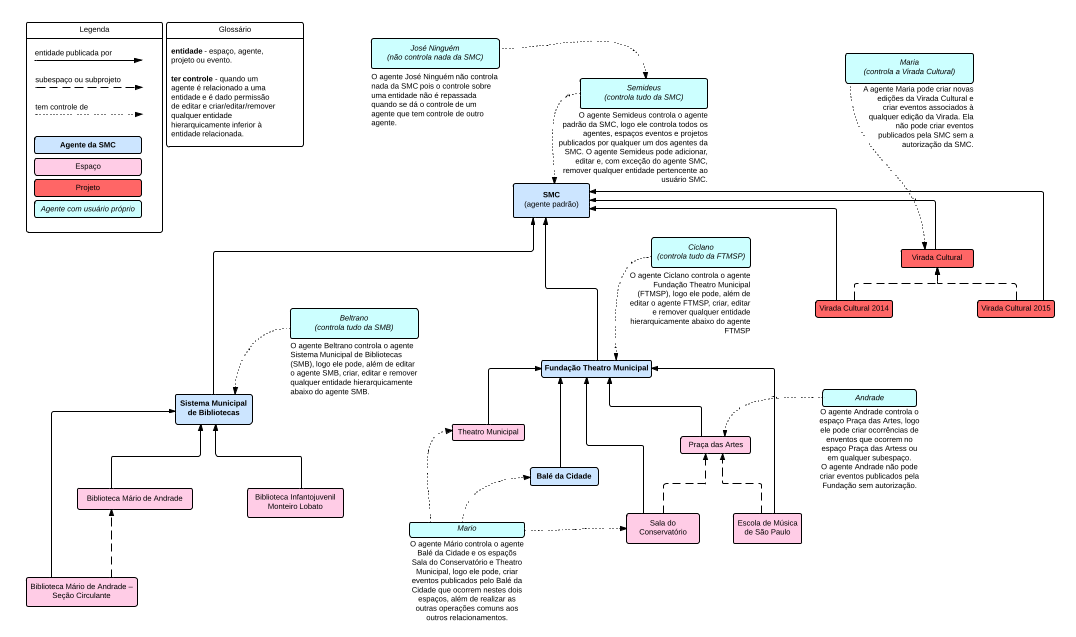 Legenda
entidade publicada por
subespaço ou subprojeto
tem controle de
Agente da SMC
Espaço
Projeto
Agente com usuário próprio
Glossário
entidade - espaço, agente,
projeto ou evento.
ter controle - quando um
agente é relacionado a uma
entidade e é dado permissão
de editar e criar/editar/remover
qualquer entidade
hierarquicamente inferior à
entidade relacionada.
José Ninguém
(não controla nada da SMC)
O agente José Ninguém não controla
nada da SMC pois o controle sobre
uma entidade não é repassada
quando se dá o controle de um
agente que tem controle de outro
agente.
Semideus
(controla tudo da SMC)
O agente Semideus controla o agente
padrão da SMC, logo ele controla todos os
agentes, espaços eventos e projetos
publicados por qualquer um dos agentes da
SMC. O agente Semideus pode adicionar,
editar e, com exceção do agente SMC,
remover qualquer entidade pertencente ao
usuário SMC.
Maria
(controla a Virada Cultural)
A agente Maria pode criar novas
edições da Virada Cultural e
criar eventos associados à
qualquer edição da Virada. Ela
não pode criar eventos
publicados pela SMC sem a
autorização da SMC.
SMC
(agente padrão)
Virada Cultural
Virada Cultural 2014
Virada Cultural 2015
Ciclano
(controla tudo da FTMSP)
O agente Ciclano controla o agente
Fundação Theatro Municipal
(FTMSP), logo ele pode, além de
editar o agente FTMSP, criar, editar
e remover qualquer entidade
hierarquicamente abaixo do agente
FTMSP
Beltrano
(controla tudo da SMB)
O agente Beltrano controla o agente
Sistema Municipal de Bibliotecas
(SMB), logo ele pode, além de editar
o agente SMB, criar, editar e remover
qualquer entidade hierarquicamente
abaixo do agente SMB.
Fundação Theatro Municipal
Sistema Municipal
de Bibliotecas
Andrade
O agente Andrade controla o
espaço Praça das Artes, logo
ele pode criar ocorrências de
enventos que ocorrem no
espaço Praça das Artess ou
em qualquer subespaço.
O agente Andrade não pode
criar eventos publicados pela
Fundação sem autorização.
Theatro Municipal
Praça das Artes
Balé da Cidade
Biblioteca Mário de Andrade
Biblioteca Infantojuvenil
Monteiro Lobato
Sala do
Conservatório
Escola de Música
de São Paulo
Mario
O agente Mário controla o agente
Balé da Cidade e os espaços
Sala do Conservatório e Theatro
Municipal, logo ele pode, criar
eventos publicados pelo Balé da
Cidade que ocorrem nestes dois
espaços, além de realizar as
outras operações comuns aos
outros relacionamentos.
Biblioteca Mário de Andrade –
Seção Circulante